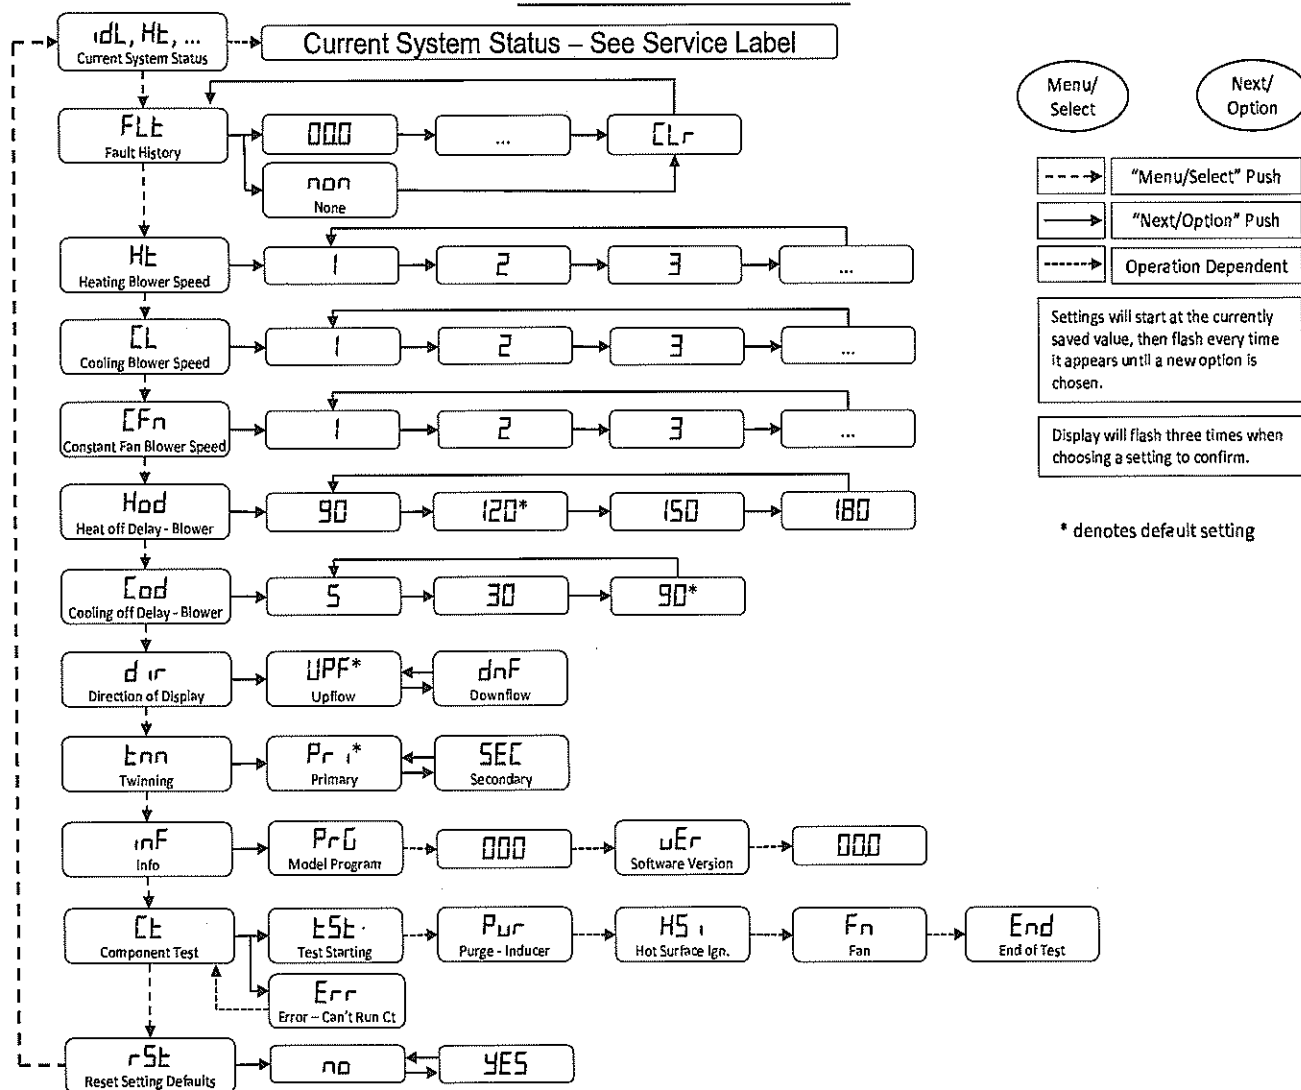 idL, Ht, ...
Current System Status
Current System Status – See Service Label
Menu/
Select
Next/
Option
FLt
Fault History
00.0
...
CLr
non
None
"Menu/Select" Push
"Next/Option" Push
Operation Dependent
Ht
Heating Blower Speed
1
2
3
...
Settings will start at the currently
saved value, then flash every time
it appears until a new option is
chosen.
CL
Cooling Blower Speed
1
2
3
...
CFn
Constant Fan Blower Speed
1
2
3
...
Display will flash three times when
choosing a setting to confirm.
Hod
Heat off Delay - Blower
90
120*
150
180
* denotes default setting
Cod
Cooling off Delay - Blower
5
30
90*
dir
Direction of Display
UPF*
Upflow
dnF
Downflow
tnn
Twinning
Pri*
Primary
SEC
Secondary
inF
Info
PrG
Model Program
000
uEr
Software Version
00.0
Ct
Component Test
tSt
Test Starting
Pur
Purge - Inducer
HSi
Hot Surface Ign.
Fn
Fan
End
End of Test
Err
Error – Can't Run Ct
rSt
Reset Setting Defaults
no
YES